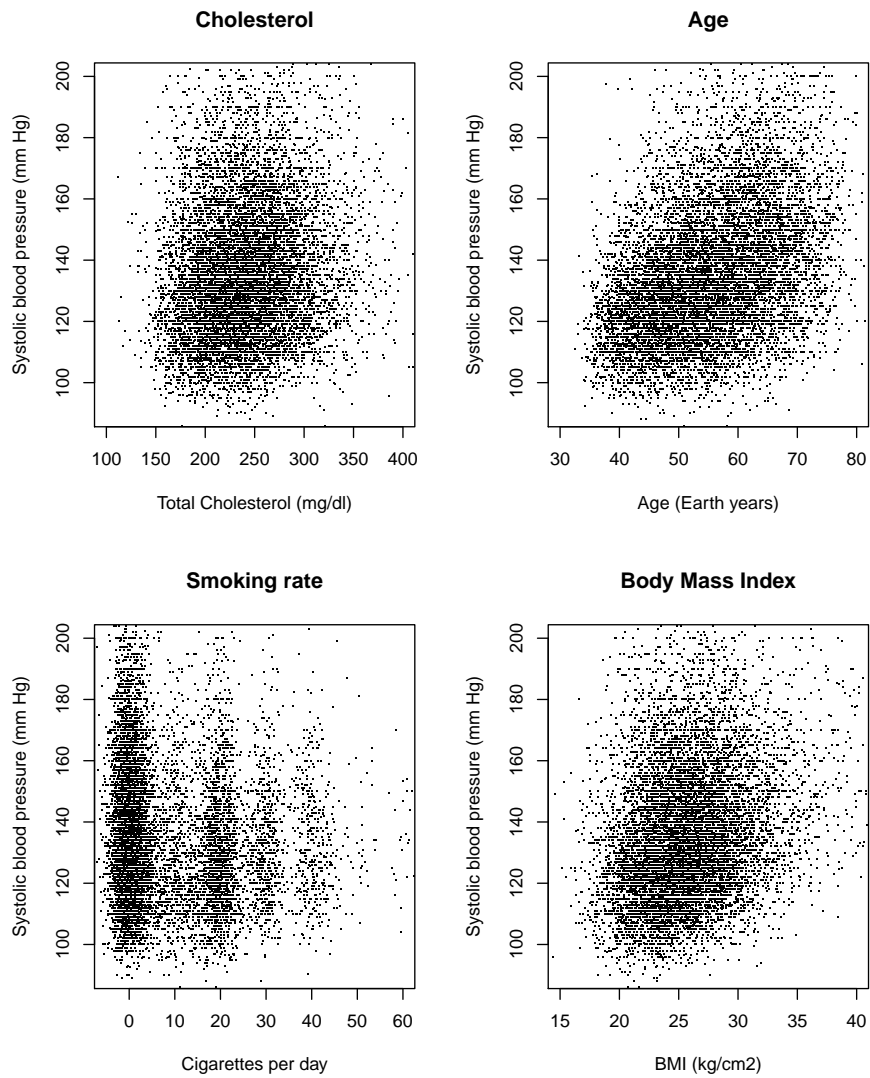 Cholesterol
Systolic blood pressure (mm Hg)
200
180
160
140
120
100
100 150 200 250 300 350 400
Total Cholesterol (mg/dl)
Age
Systolic blood pressure (mm Hg)
200
180
160
140
120
100
30 40 50 60 70 80
Age (Earth years)
Smoking rate
Systolic blood pressure (mm Hg)
200
180
160
140
120
100
0 10 20 30 40 50 60
Cigarettes per day
Body Mass Index
Systolic blood pressure (mm Hg)
200
180
160
140
120
100
15 20 25 30 35 40
BMI (kg/cm2)